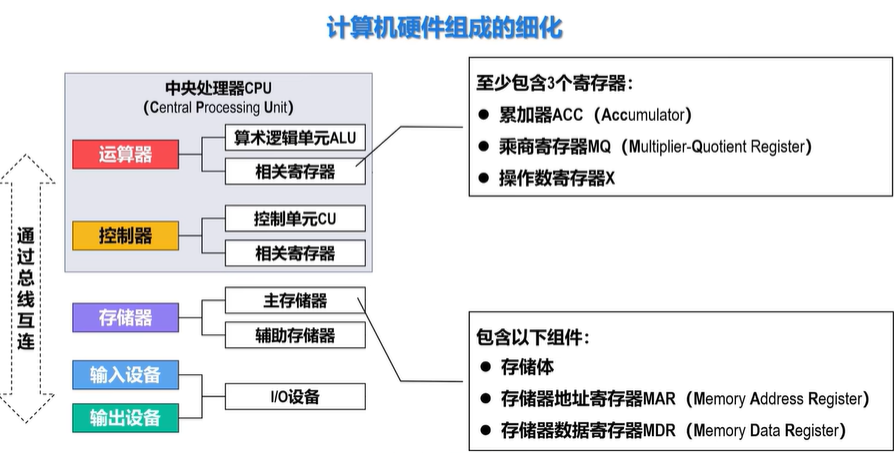 计算机硬件组成的细化
中央处理器CPU
（Central Processing Unit）
运算器
算术逻辑单元ALU
相关寄存器
控制器
控制单元CU
相关寄存器
存储器
主存储器
辅助存储器
输入设备
输出设备
I/O设备
通过总线互连
至少包含3个寄存器：
● 累加器ACC（Accumulator）
● 乘商寄存器MQ（Multiplier-Quotient Register）
● 操作数寄存器X
包含以下组件：
● 存储体
● 存储器地址寄存器MAR（Memory Address Register）
● 存储器数据寄存器MDR（Memory Data Register）